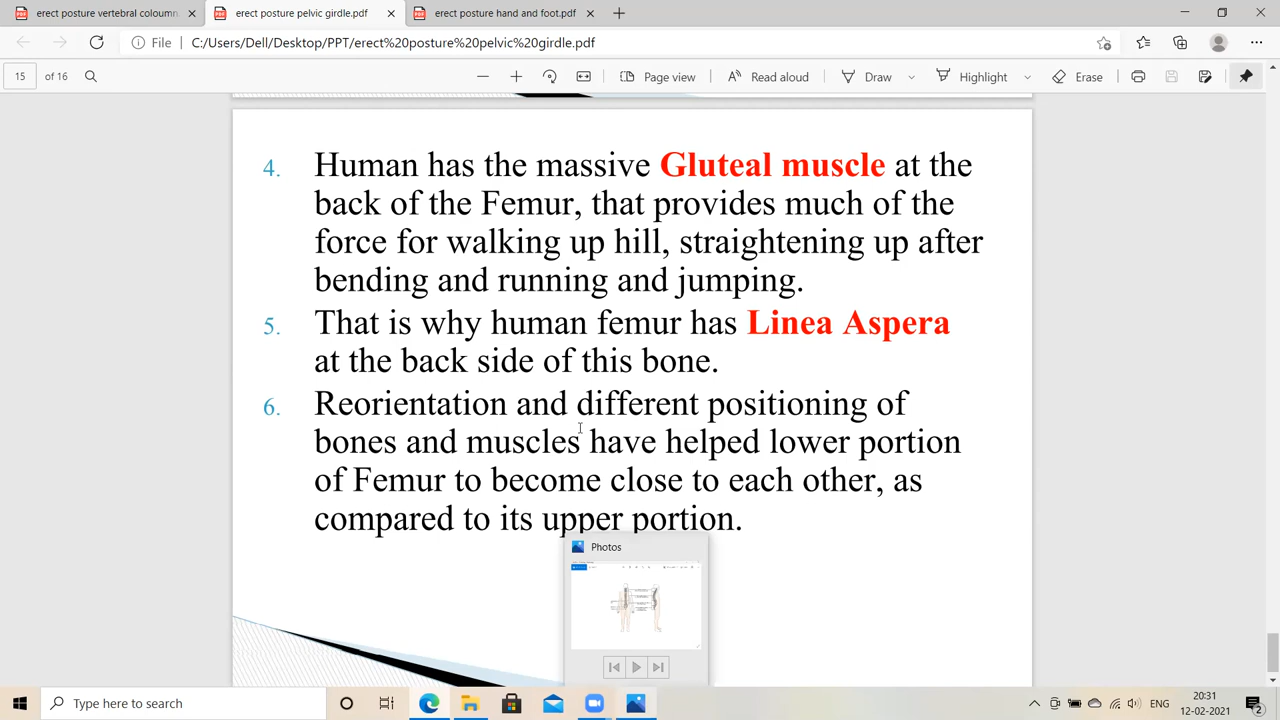 erect posture vertebral coloumn
erect posture pelvic girdle.pdf
erect posture hand and foot.pdf
File
C:/Users/Dell/Desktop/PPT/erect%20posture%20pelvic%20girdle.pdf
15 of 16
Page view
Read aloud
Draw
Highlight
Erase
4. Human has the massive Gluteal muscle at the
back of the Femur, that provides much of the
force for walking up hill, straightening up after
bending and running and jumping.
5. That is why human femur has Linea Aspera
at the back side of this bone.
6. Reorientation and different positioning of
bones and muscles have helped lower portion
of Femur to become close to each other, as
compared to its upper portion.
Photos
Type here to search
ENG
20:31
12-02-2021
2